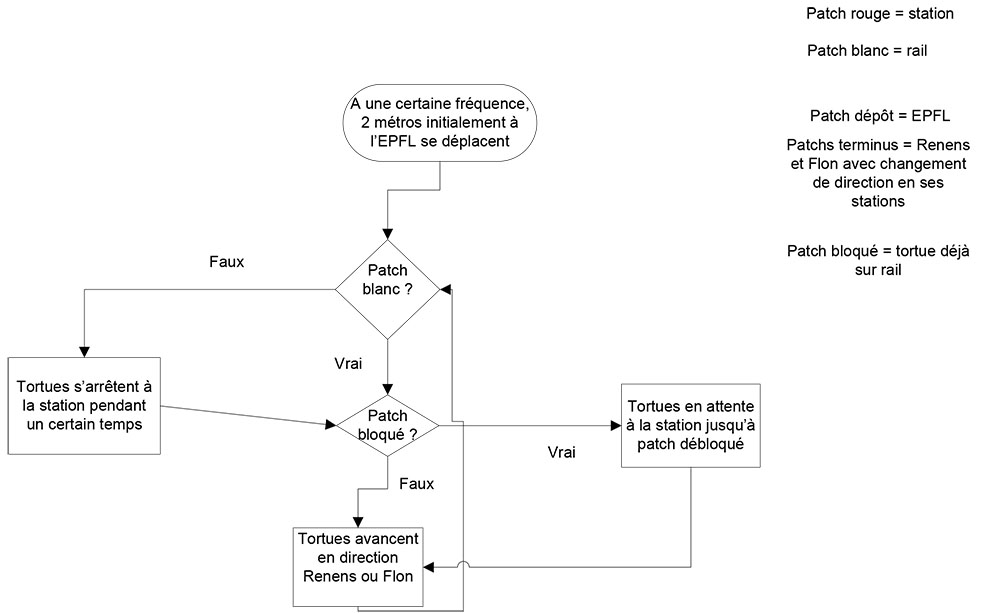 Patch rouge = station
Patch blanc = rail
A une certaine fréquence,
2 métros initialement à
l'EPFL se déplacent
Patch dépôt = EPFL
Patchs terminus = Renens
et Flon avec changement
de direction en ses
stations
Patch bloqué = tortue déjà
sur rail
Faux
Patch
blanc ?
Vrai
Tortues s'arrêtent à
la station pendant
un certain temps
Patch
bloqué ?
Vrai
Tortues en attente
à la station jusqu'à
patch débloqué
Faux
Tortues avancent
en direction
Renens ou Flon